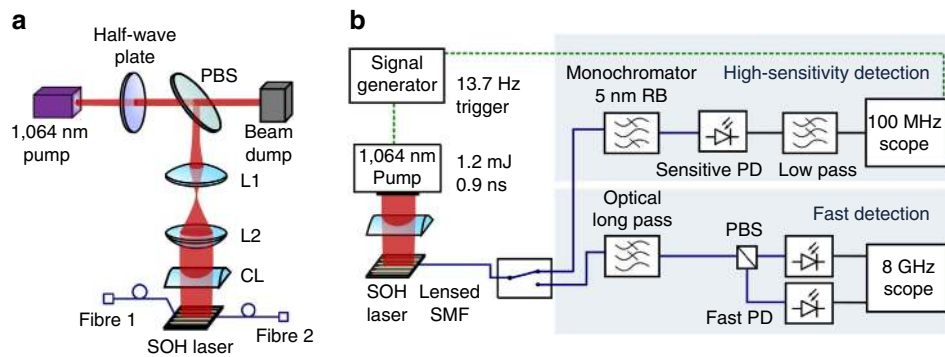 a
Half-wave
plate
PBS
1,064 nm
pump
Beam
dump
L1
L2
CL
Fibre 1
Fibre 2
SOH laser
b
Signal
generator
13.7 Hz
trigger
1,064 nm
Pump
1.2 mJ
0.9 ns
SOH
laser
Lensed
SMF
Monochromator
5 nm RB
High-sensitivity detection
Sensitive PD
Low pass
100 MHz
scope
Optical
long pass
Fast detection
PBS
Fast PD
8 GHz
scope